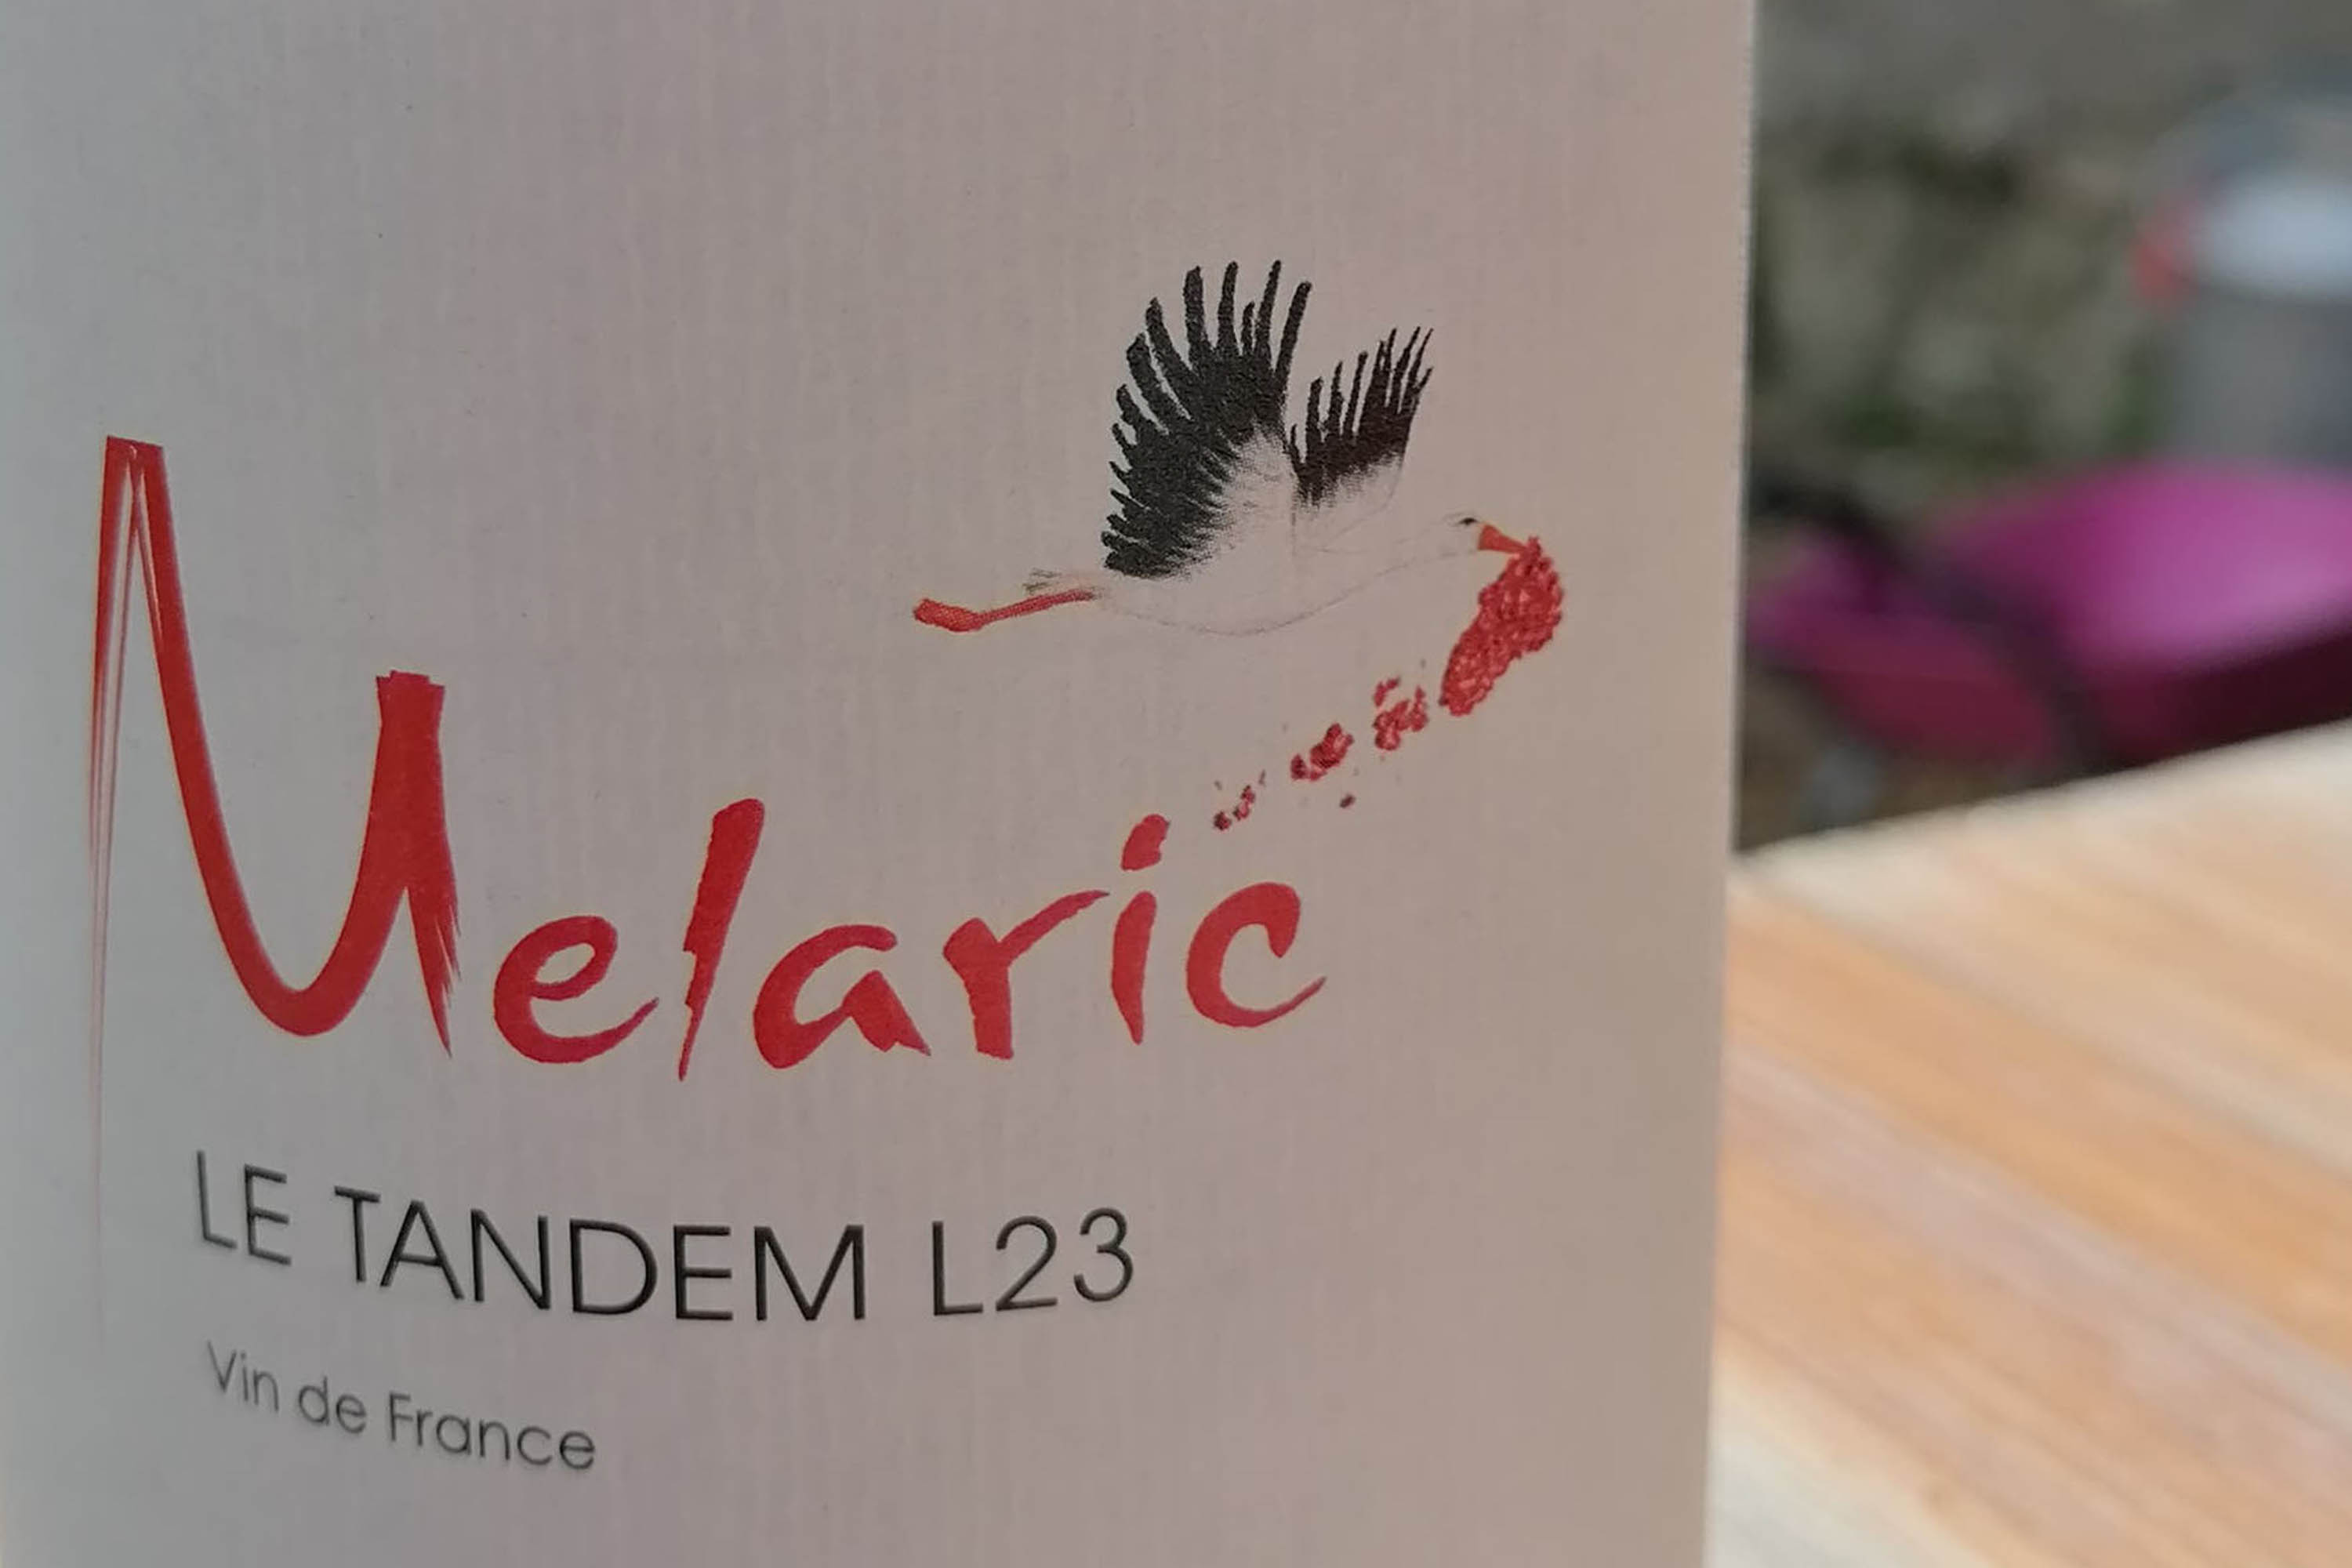 Melaric
LE TANDEM L23
Vin de France